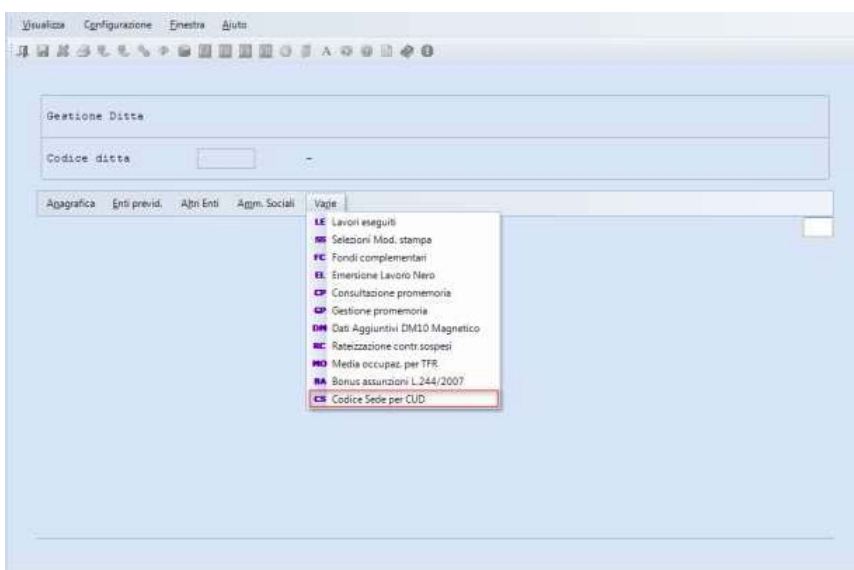 Visualizza Configurazione Finestra Aiuto
Gestione Ditta
Codice ditta -
Anagrafica Enti previd. Altri Enti Amm. Sociali Varie
LE Lavori eseguiti
SS Selezioni Mod. stampa
FC Fondi complementari
EL Emersione Lavoro Nero
CP Consultazione promemoria
GP Gestione promemoria
DM Dati Aggiuntivi DM10 Magnetico
RC Rateizzazione contr.sospesi
MO Media occupaz. per TFR
BA Bonus assunzioni L.244/2007
CS Codice Sede per CUD